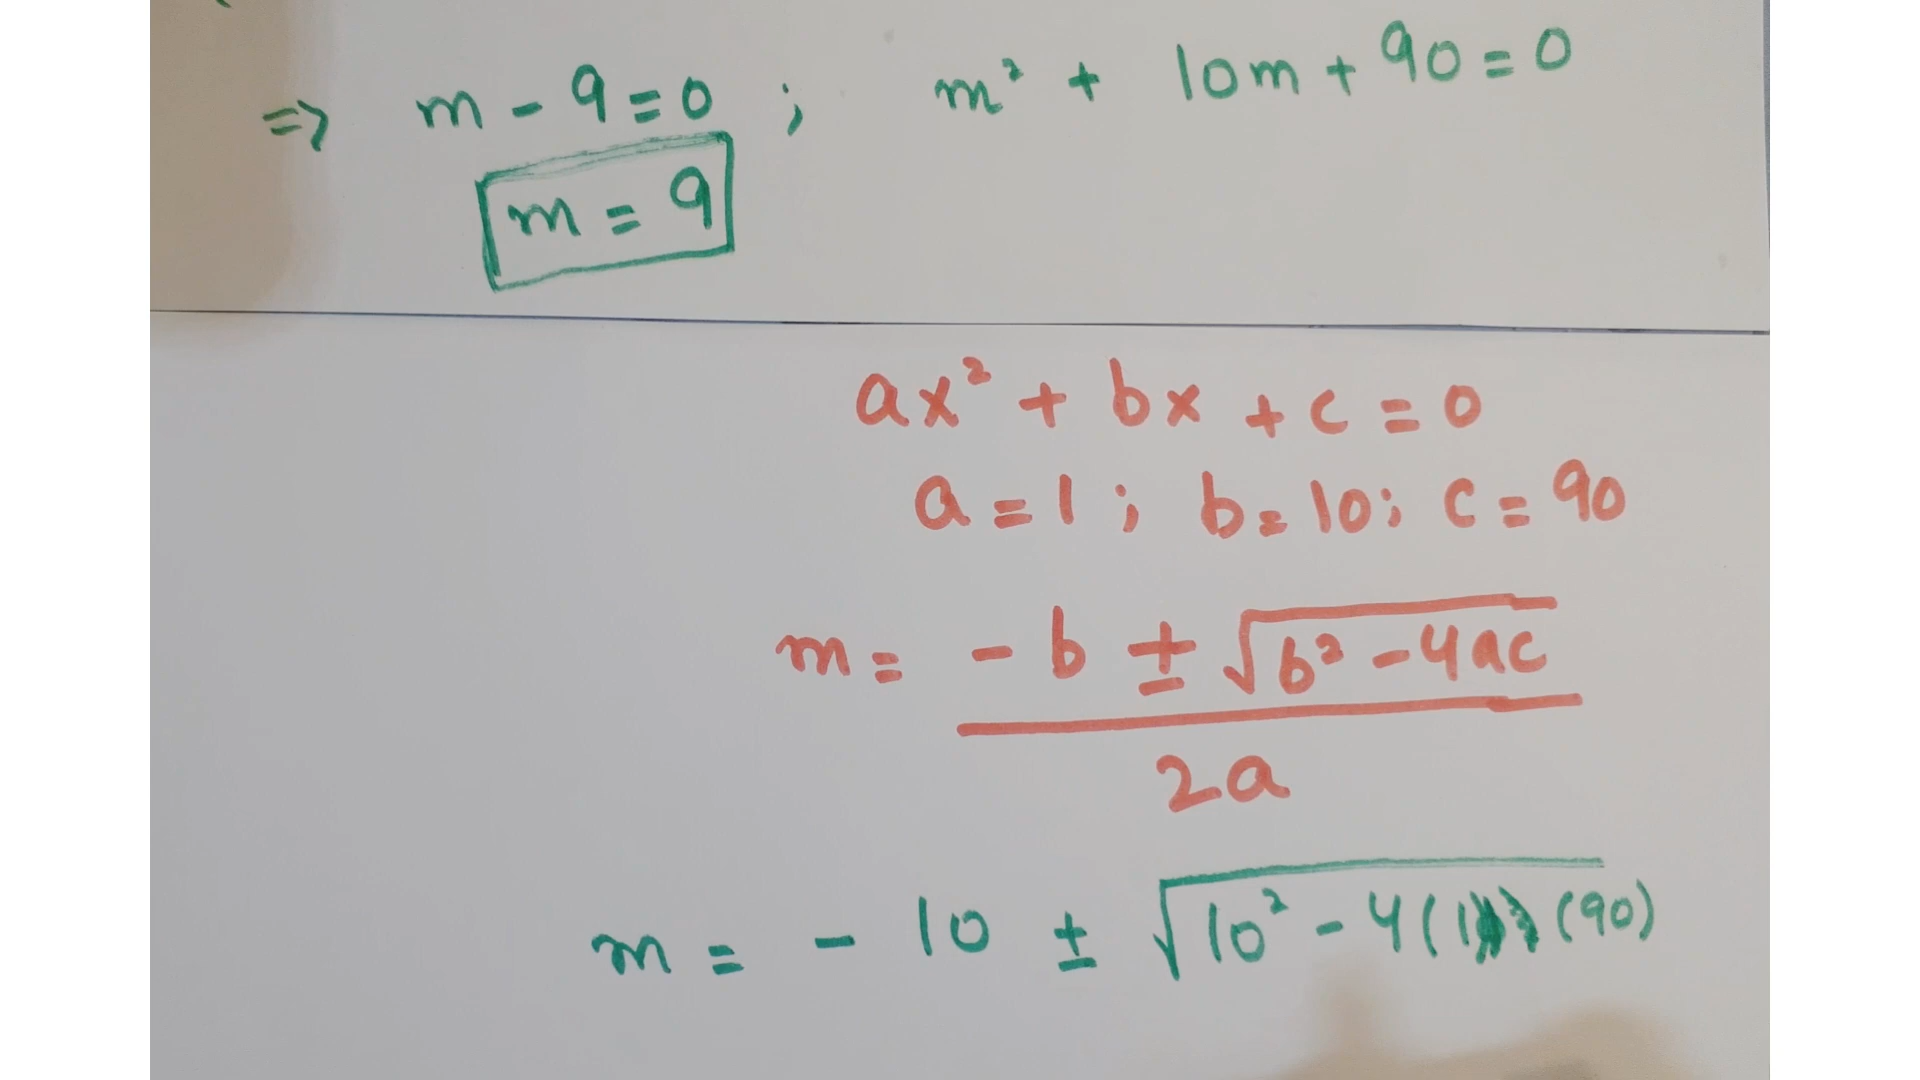 => m - 9 = 0 ; m² + 10m + 90 = 0
m = 9
ax² + bx + c = 0
a = 1 ; b = 10 ; c = 90
m = - b ± √b² - 4ac
2a
m = - 10 ± √10² - 4(1)(90)